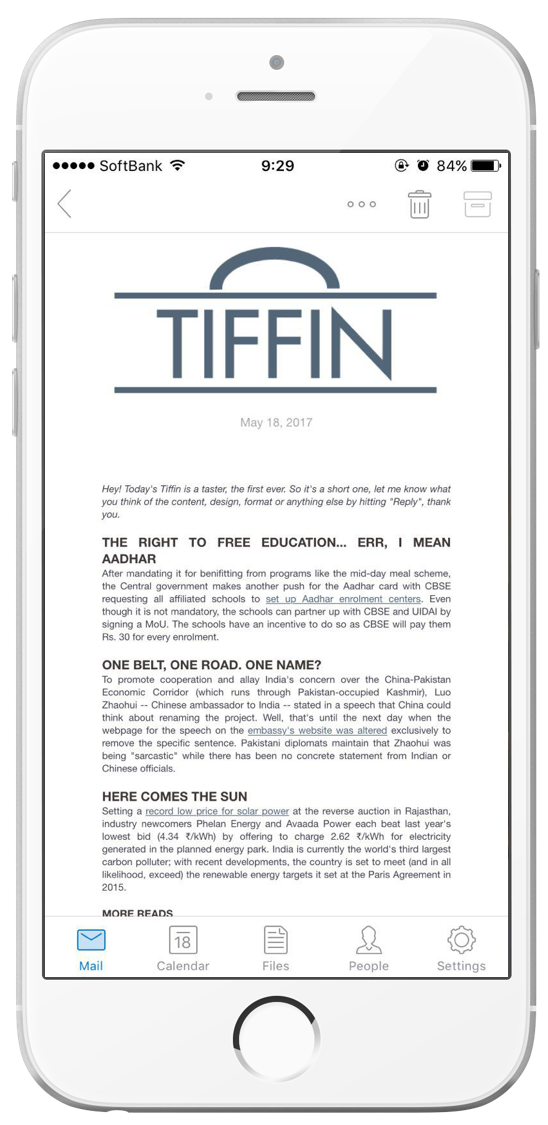 SoftBank 9:29 84%
TIFFIN
May 18, 2017
Hey! Today's Tiffin is a taster, the first ever. So it's a short one, let me know what
you think of the content, design, format or anything else by hitting "Reply", thank
you.
THE RIGHT TO FREE EDUCATION... ERR, I MEAN
AADHAR
After mandating it for benifitting from programs like the mid-day meal scheme,
the Central government makes another push for the Aadhar card with CBSE
requesting all affiliated schools to set up Aadhar enrolment centers. Even
though it is not mandatory, the schools can partner up with CBSE and UIDAI by
signing a MoU. The schools have an incentive to do so as CBSE will pay them
Rs. 30 for every enrolment.
ONE BELT, ONE ROAD. ONE NAME?
To promote cooperation and allay India's concern over the China-Pakistan
Economic Corridor (which runs through Pakistan-occupied Kashmir), Luo
Zhaohui -- Chinese ambassador to India -- stated in a speech that China could
think about renaming the project. Well, that's until the next day when the
webpage for the speech on the embassy's website was altered exclusively to
remove the specific sentence. Pakistani diplomats maintain that Zhaohui was
being "sarcastic" while there has been no concrete statement from Indian or
Chinese officials.
HERE COMES THE SUN
Setting a record low price for solar power at the reverse auction in Rajasthan,
industry newcomers Phelan Energy and Avaada Power each beat last year's
lowest bid (4.34 ₹/kWh) by offering to charge 2.62 ₹/kWh for electricity
generated in the planned energy park. India is currently the world's third largest
carbon polluter; with recent developments, the country is set to meet (and in all
likelihood, exceed) the renewable energy targets it set at the Paris Agreement in
2015.
MORE READS
18
Mail Calendar Files People Settings